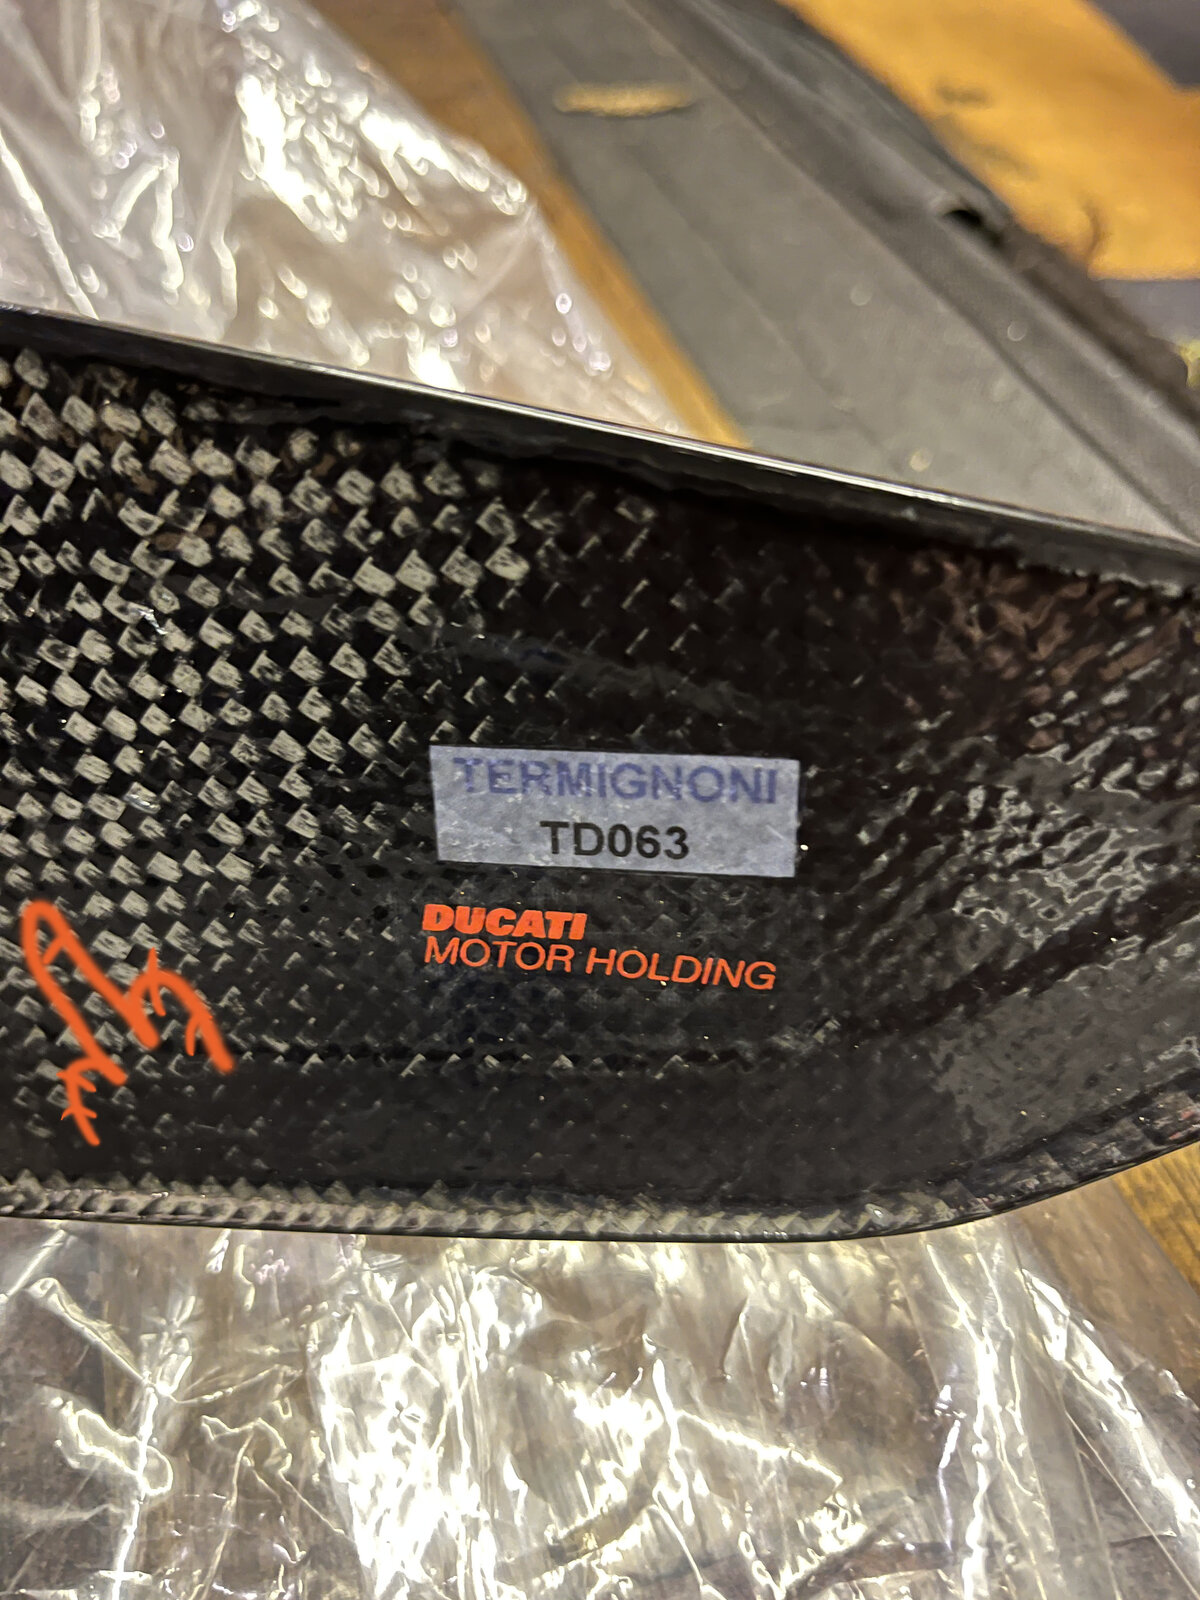 TERMIGNONI
TD063
DUCATI
MOTOR HOLDING